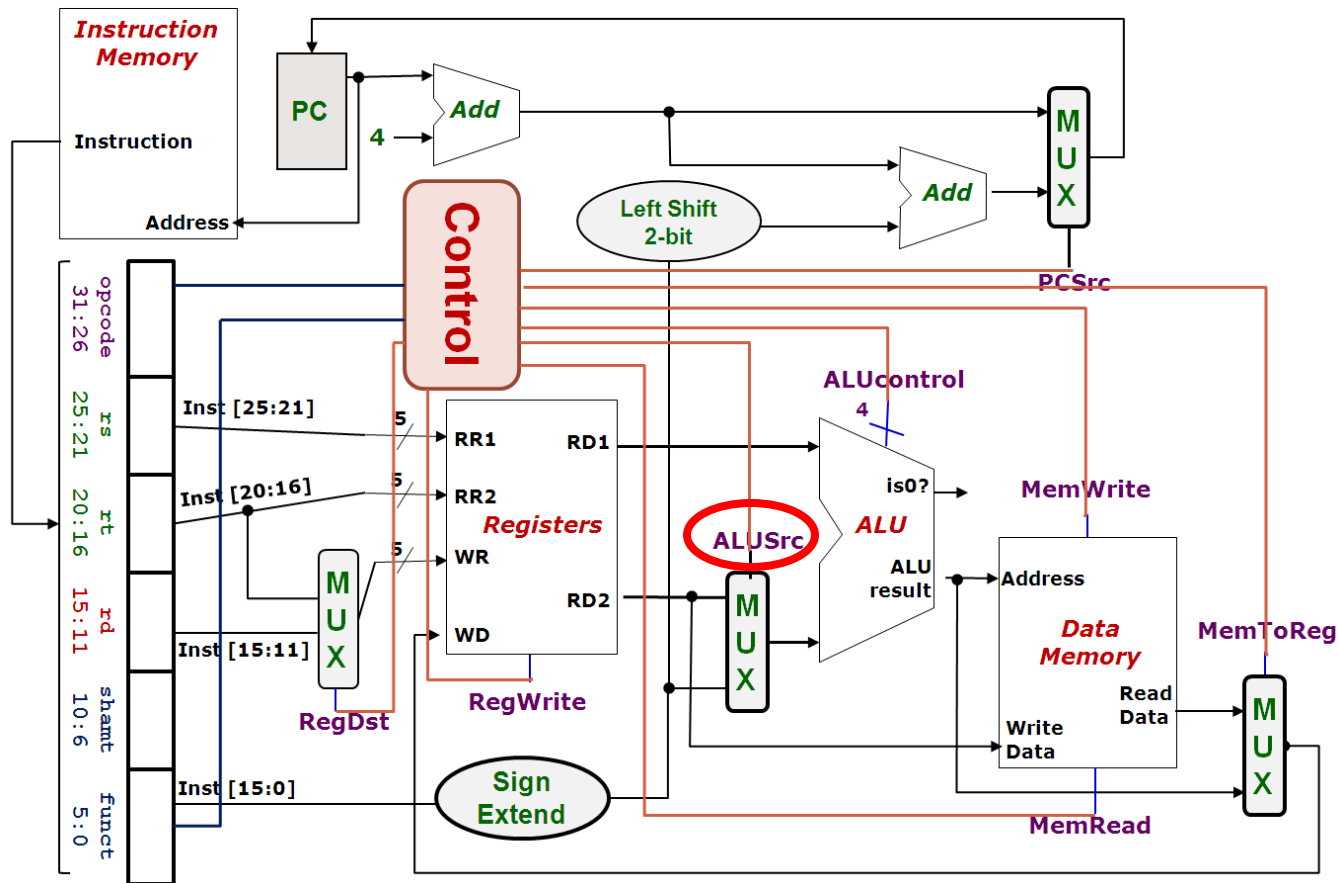 Instruction
Memory
Instruction
Address
PC
4
Add
Add
M
U
X
PCSrc
Left Shift
2-bit
Control
opcode
31:26
rs
25:21
rt
20:16
rd
15:11
shamt
10:6
funct
5:0
Inst [25:21]
5
Inst [20:16]
5
5
Inst [15:11]
Inst [15:0]
M
U
X
RegDst
RR1
RR2
WR
WD
RD1
RD2
Registers
RegWrite
Sign
Extend
ALUSrc
M
U
X
ALUcontrol
4
is0?
ALU
ALU
result
MemWrite
Address
Data
Memory
Read
Data
Write
Data
MemRead
MemToReg
M
U
X